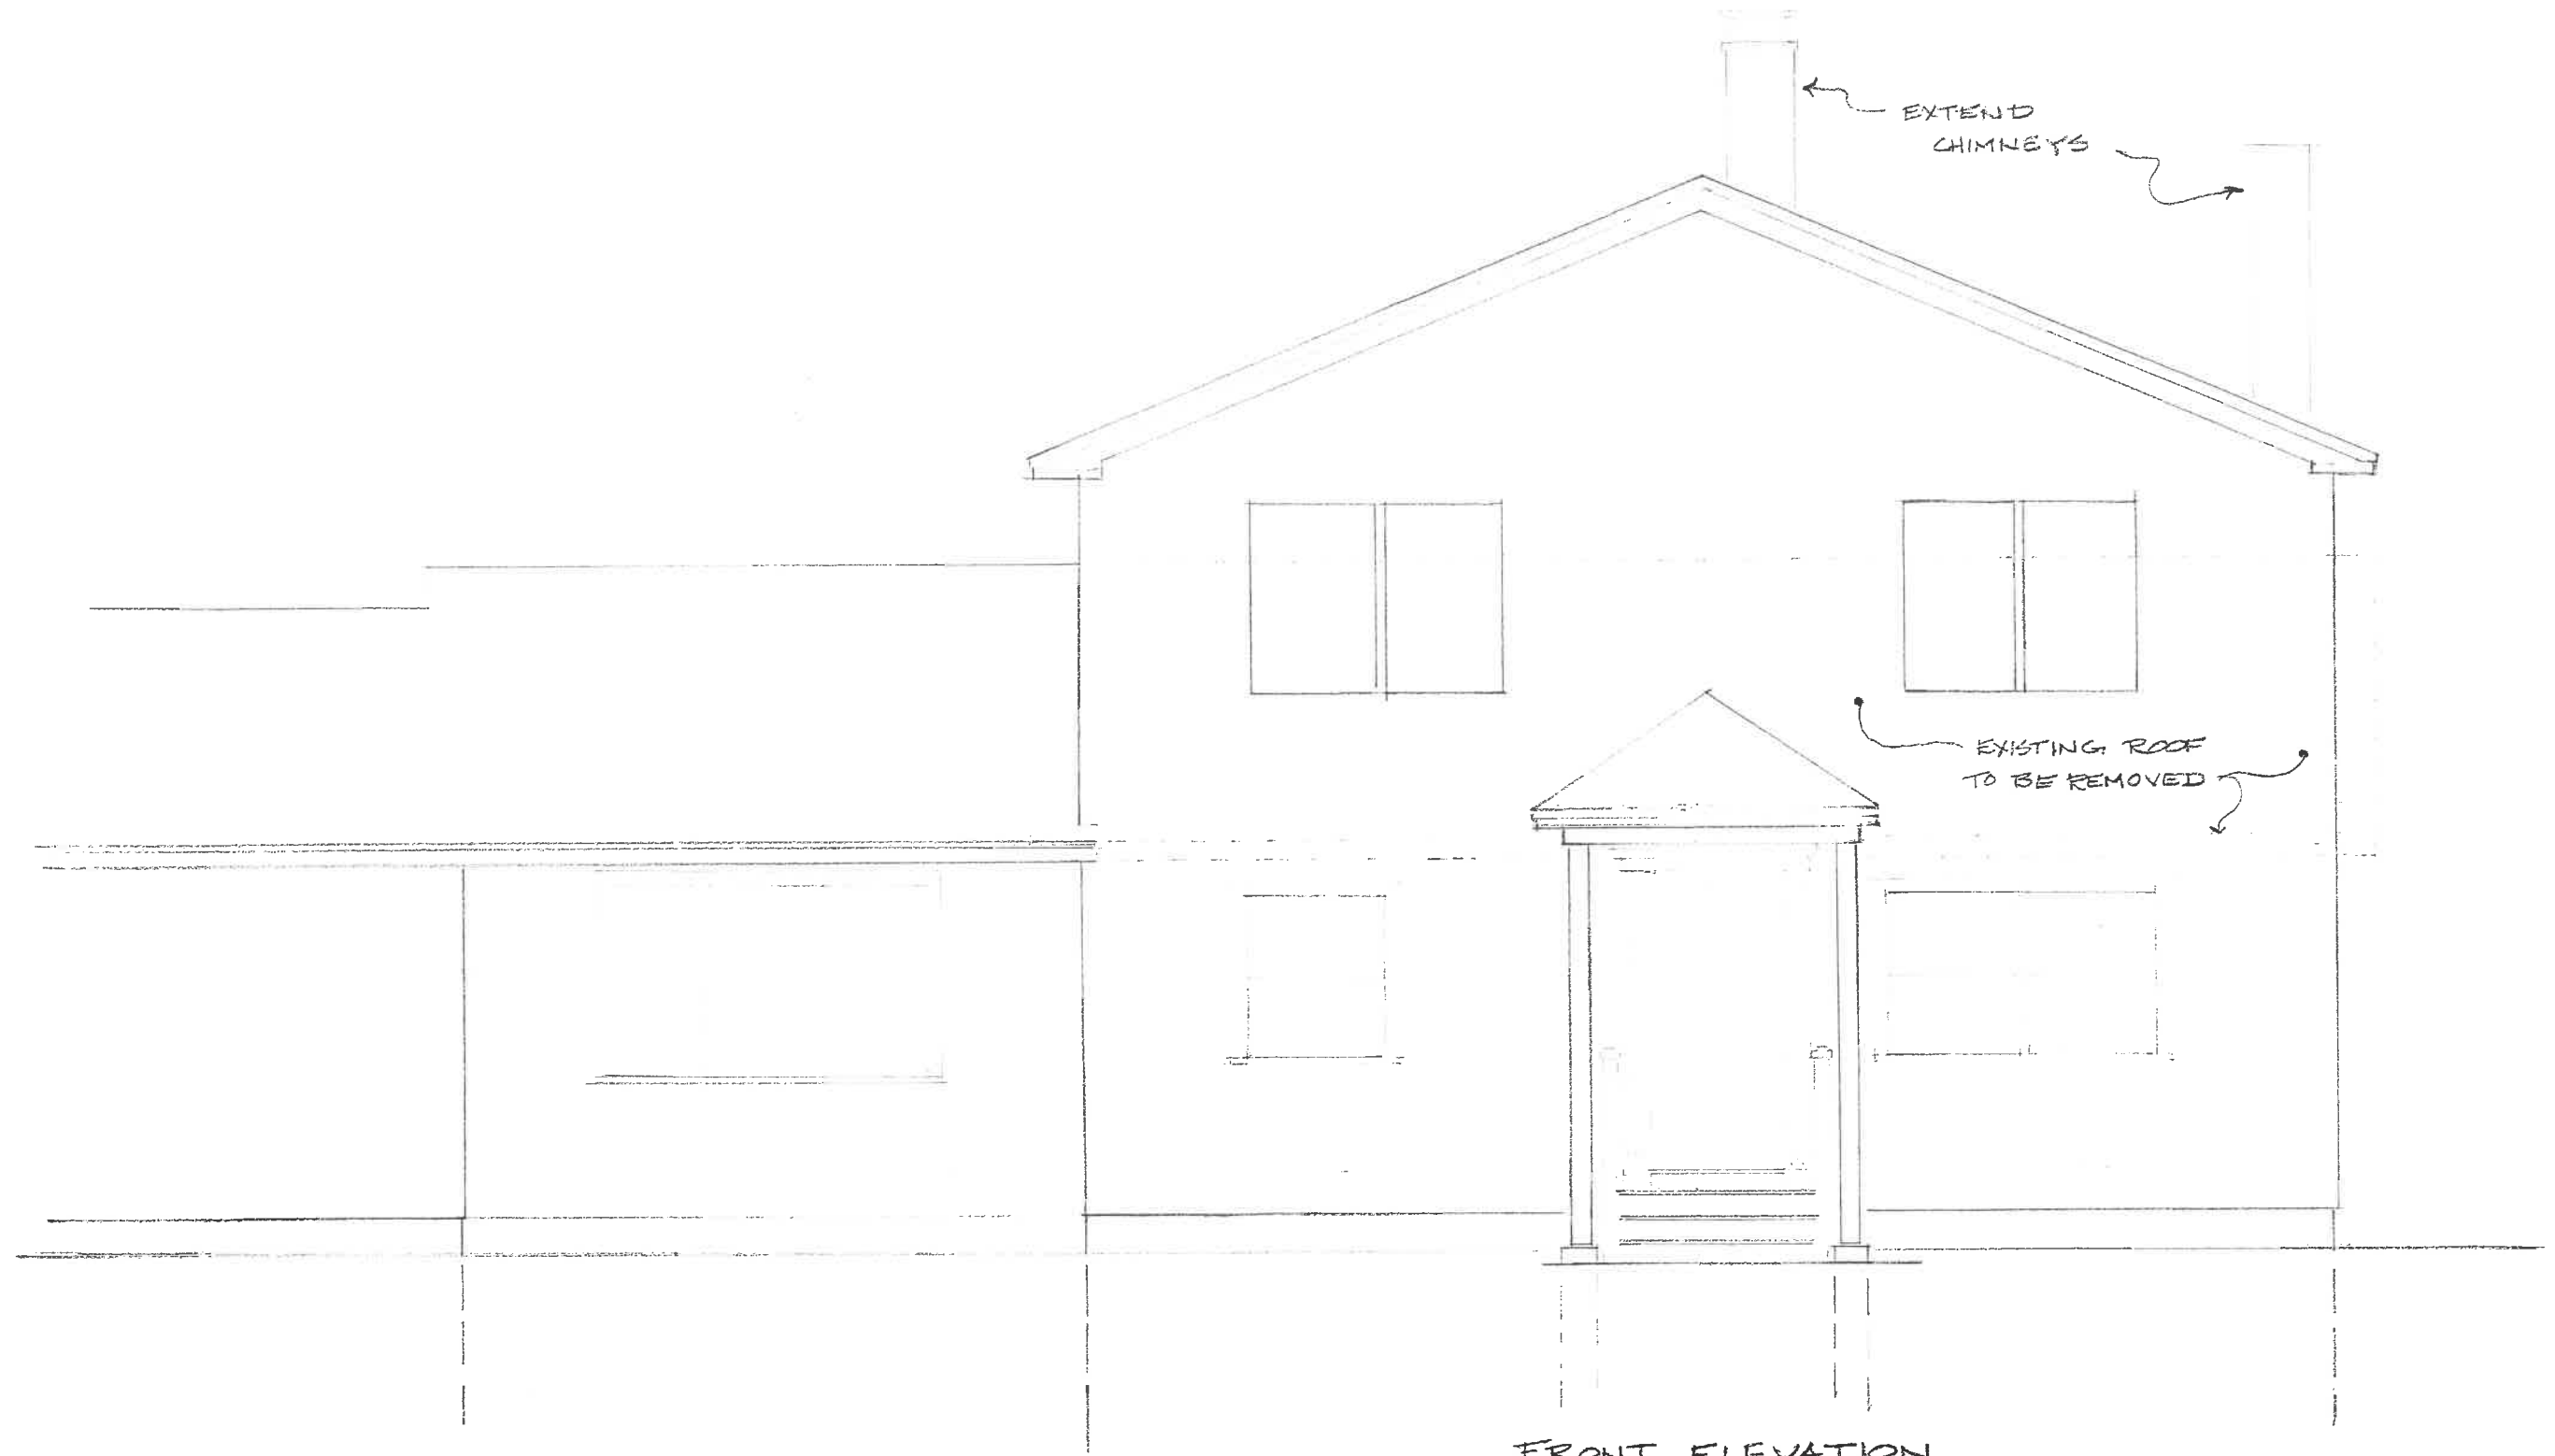 EXTEND
CHIMNEYS
EXISTING ROOF
TO BE REMOVED
FRONT ELEVATION